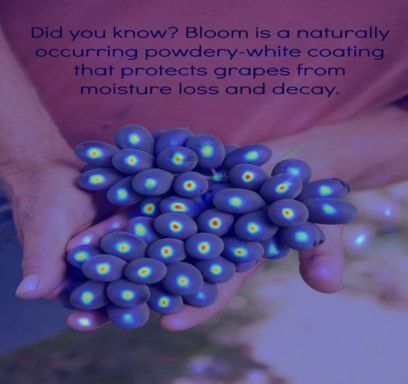 Did you know? Bloom is a naturally
occurring powdery-white coating
that protects grapes from
moisture loss and decay.